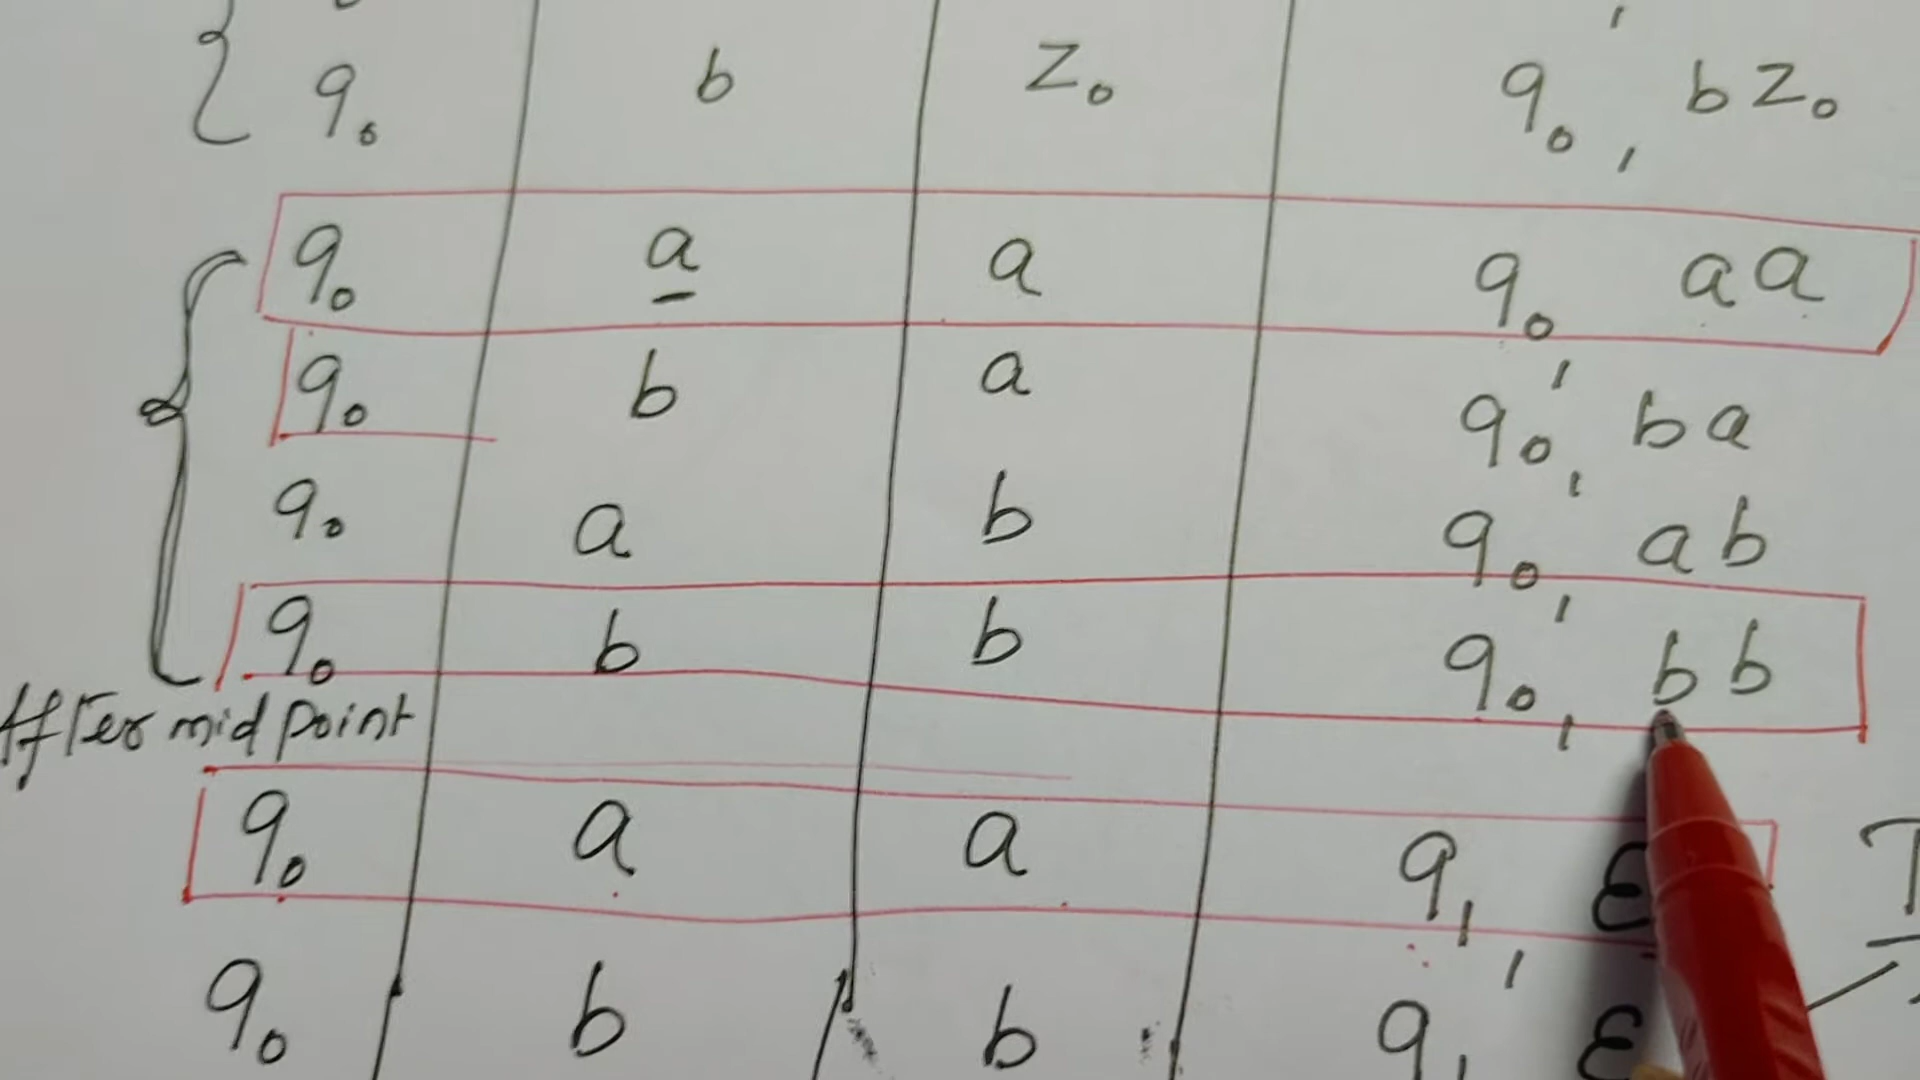 q₀ b Z₀ q₀, bZ₀
q₀ a a q₀, aa
q₀ b a q₀, ba
q₀ a b q₀, ab
q₀ b b q₀, bb
After mid point
q₀ a a q₁, ε
q₀ b b q₁, ε